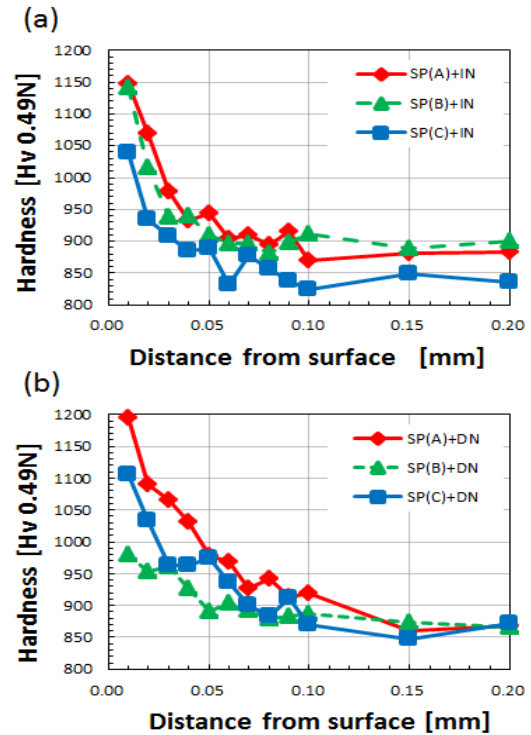 (a)
1200
1150
1100
1050
1000
950
900
850
800
Hardness [Hv 0.49N]
SP(A)+IN
SP(B)+IN
SP(C)+IN
0.00 0.05 0.10 0.15 0.20
Distance from surface [mm]
(b)
1200
1150
1100
1050
1000
950
900
850
800
Hardness [Hv 0.49N]
SP(A)+DN
SP(B)+DN
SP(C)+DN
0.00 0.05 0.10 0.15 0.20
Distance from surface [mm]